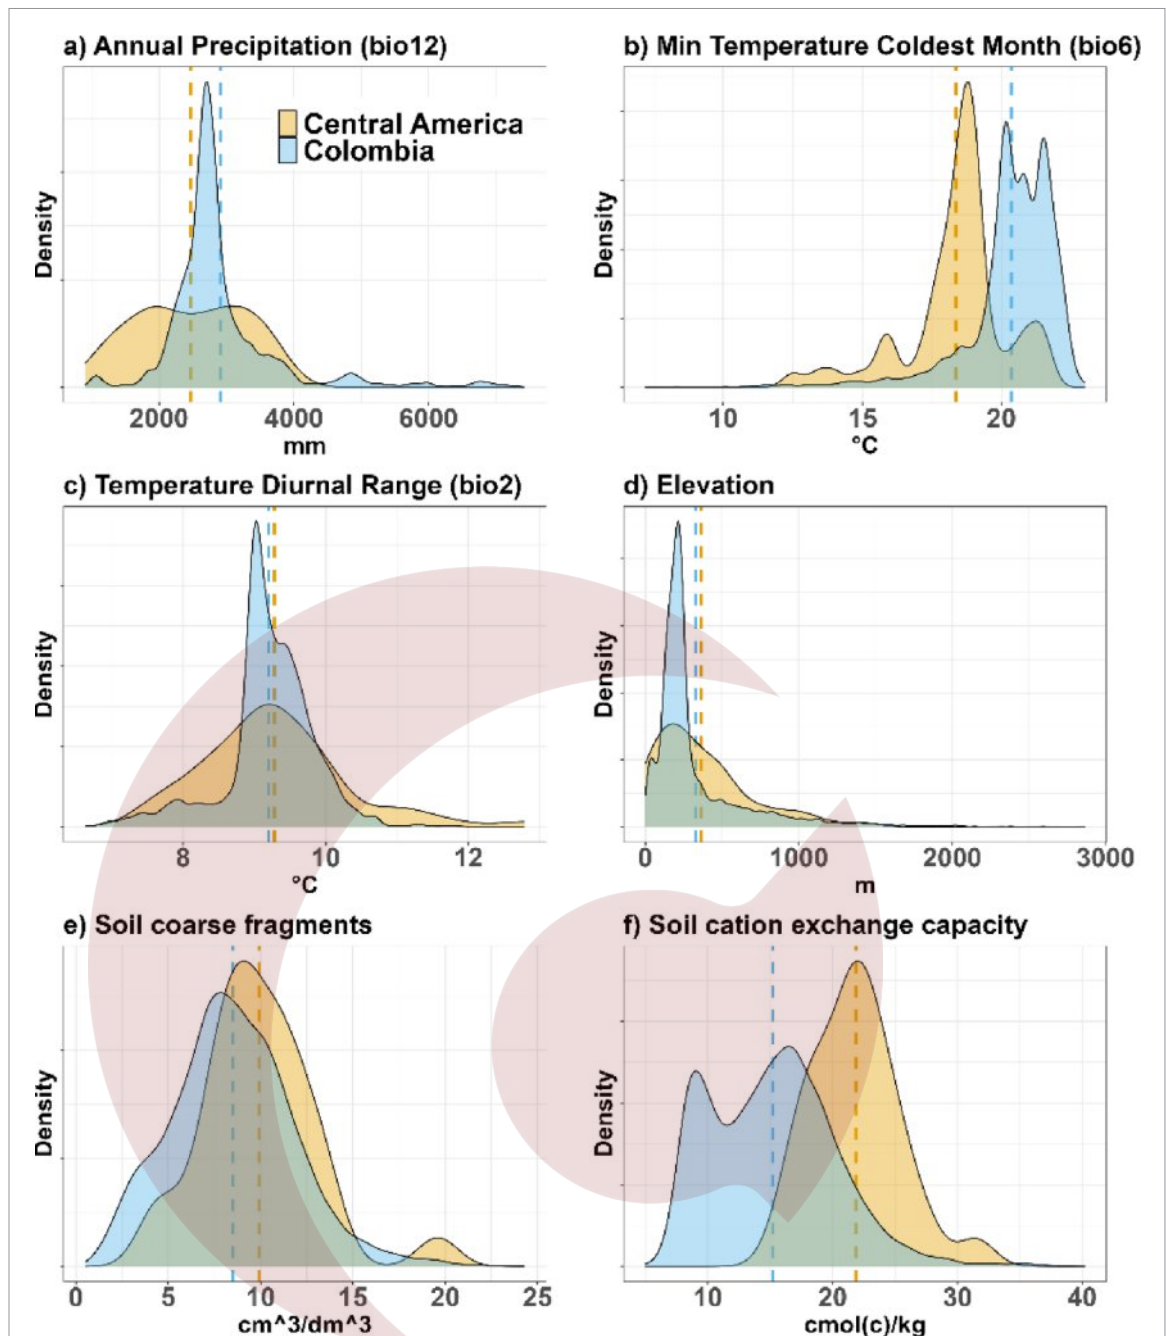 a) Annual Precipitation (bio12)
Density
Central America
Colombia
2000 4000 6000
mm
b) Min Temperature Coldest Month (bio6)
Density
10 15 20
°C
c) Temperature Diurnal Range (bio2)
Density
8 10 12
°C
d) Elevation
Density
0 1000 2000 3000
m
e) Soil coarse fragments
Density
0 5 10 15 20 25
cm^3/dm^3
f) Soil cation exchange capacity
Density
10 20 30 40
cmol(c)/kg